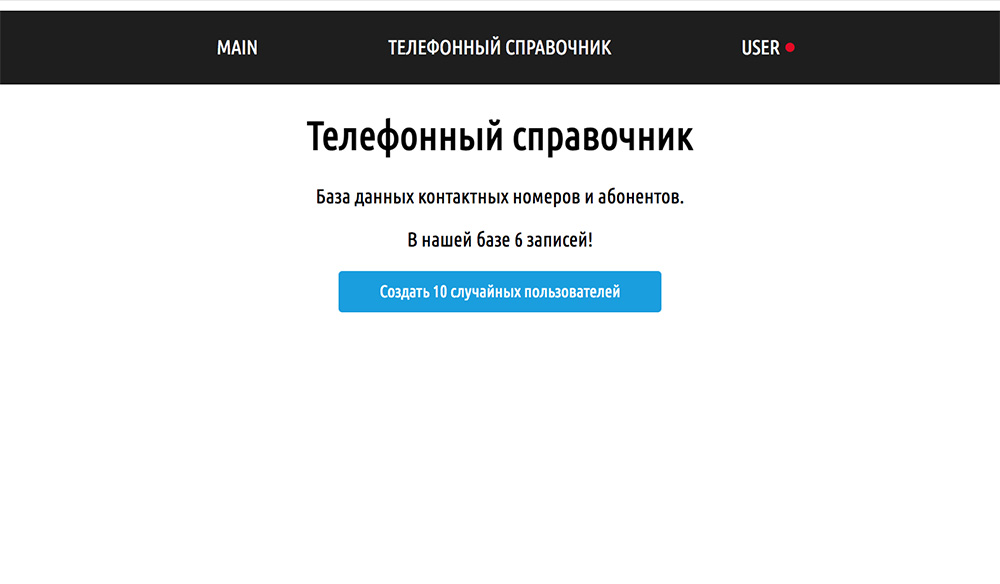 MAIN ТЕЛЕФОННЫЙ СПРАВОЧНИК USER
Телефонный справочник
База данных контактных номеров и абонентов.
В нашей базе 6 записей!
Создать 10 случайных пользователей